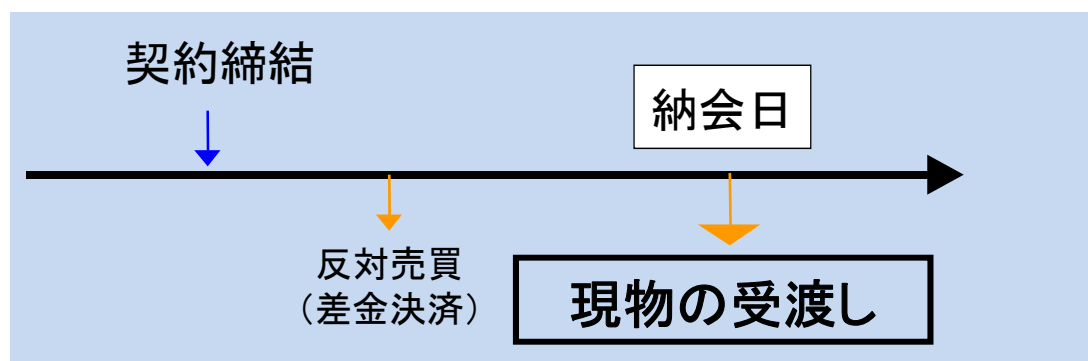 契約締結
納会日
反対売買
（差金決済）
現物の受渡し